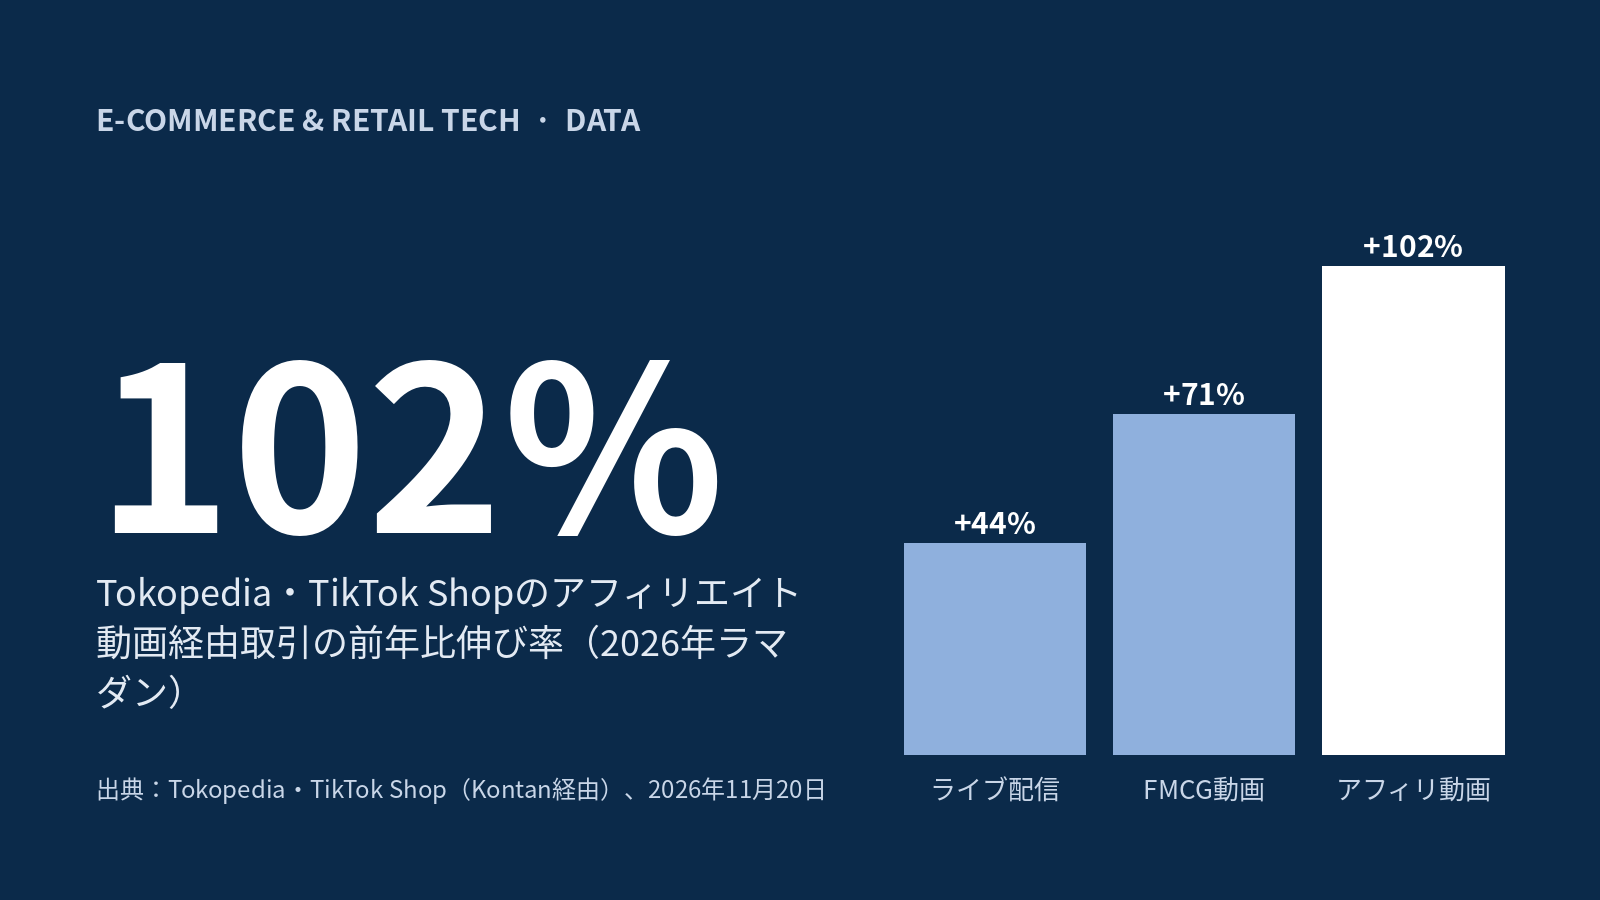 E-COMMERCE & RETAIL TECH · DATA
102%
Tokopedia・TikTok Shopのアフィリエイト
動画経由取引の前年比伸び率（2026年ラマ
ダン）
出典：Tokopedia・TikTok Shop（Kontan経由）、2026年11月20日
+44%
+71%
+102%
ライブ配信
FMCG動画
アフィリ動画